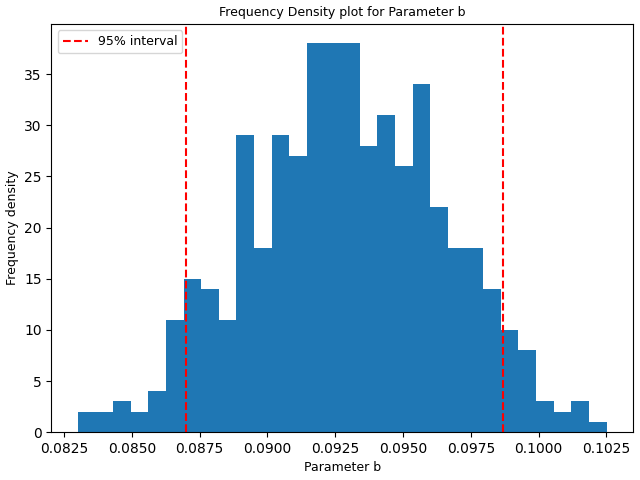 Frequency Density plot for Parameter b
95% interval
Frequency density
35
30
25
20
15
10
5
0
0.0825 0.0850 0.0875 0.0900 0.0925 0.0950 0.0975 0.1000 0.1025
Parameter b